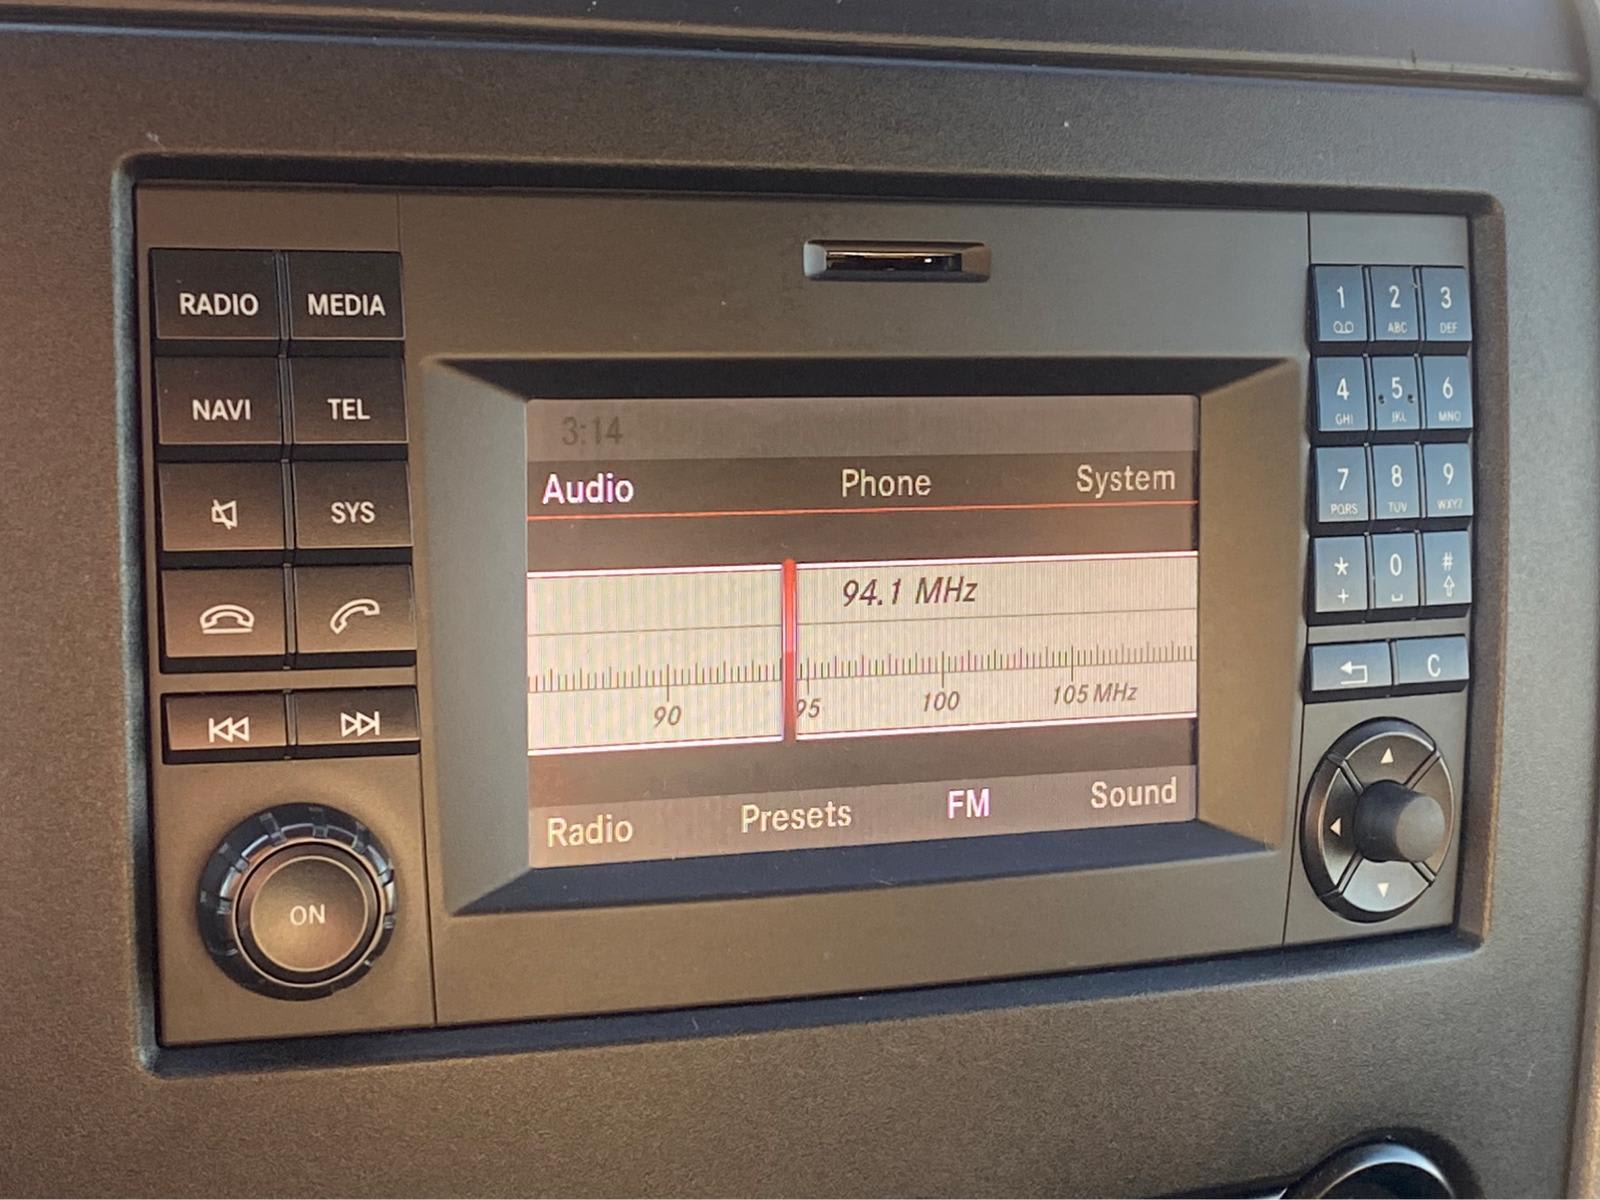 RADIO MEDIA
NAVI TEL
SYS
ON
3:14
Audio Phone System
94.1 MHz
90 95 100 105 MHz
Radio Presets FM Sound
1 2 3
ABC DEF
4 5 6
GHI JKL MNO
7 8 9
PQRS TUV WXYZ
* 0 #
+
C